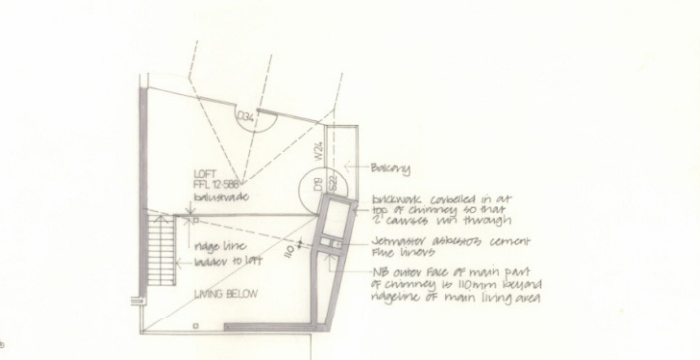 D34
W24
Balcony
D19
LOFT
FFL 12·588
balustrade
brickwork corbelled in at
top of chimney so that
2 courses run through
ridge line
110
Jetmaster asbestos cement
flue liners
ladder to loft
NB outer face of main part
of chimney is 110mm beyond
ridgeline of main living area
LIVING BELOW